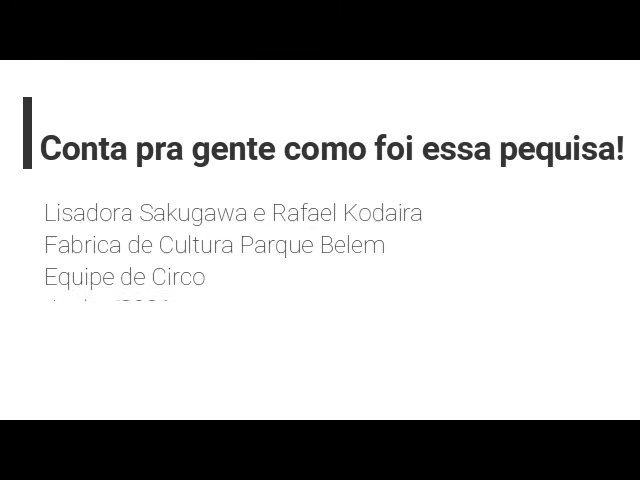 Conta pra gente como foi essa pequisa!
Lisadora Sakugawa e Rafael Kodaira
Fabrica de Cultura Parque Belem
Equipe de Circo